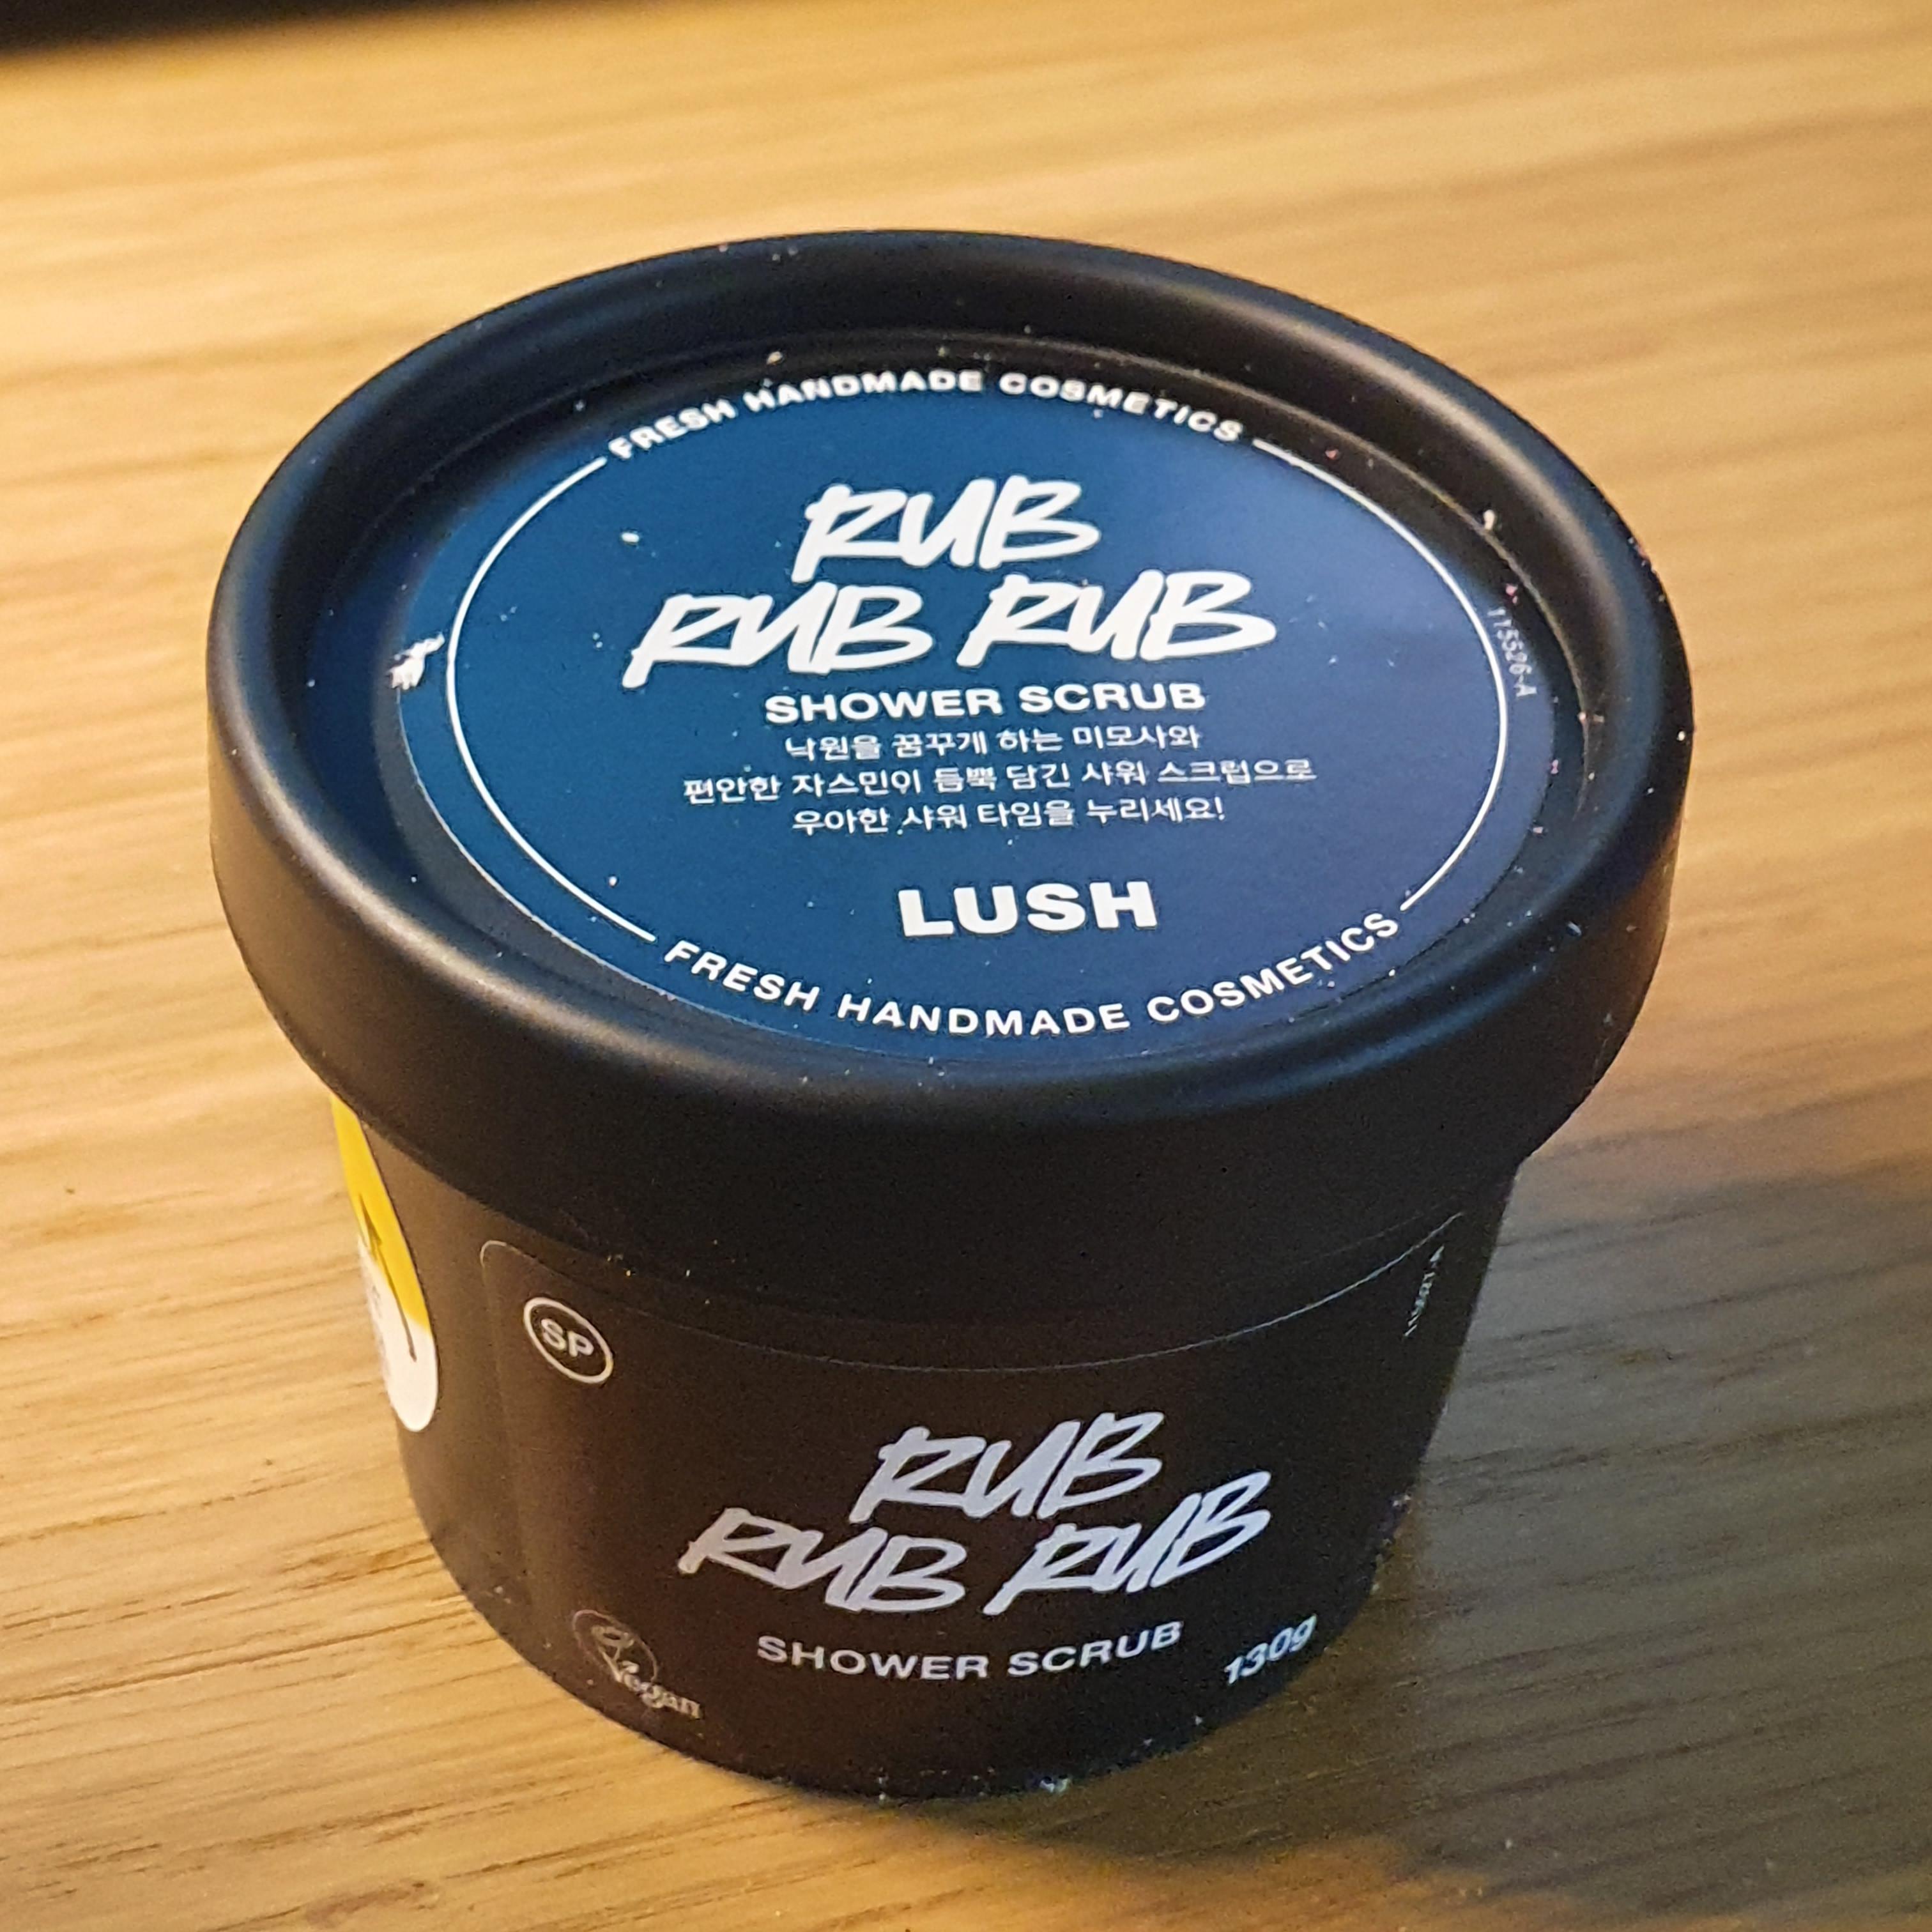 FRESH HANDMADE COSMETICS
RUB
RUB RUB
SHOWER SCRUB
낙원을 꿈꾸게 하는 미모사와
편안한 자스민이 듬뿍 담긴 샤워 스크럽으로
우아한 샤워 타임을 누리세요!
LUSH
FRESH HANDMADE COSMETICS
115526-A
SP
RUB
RUB RUB
SHOWER SCRUB
130g
Vegan